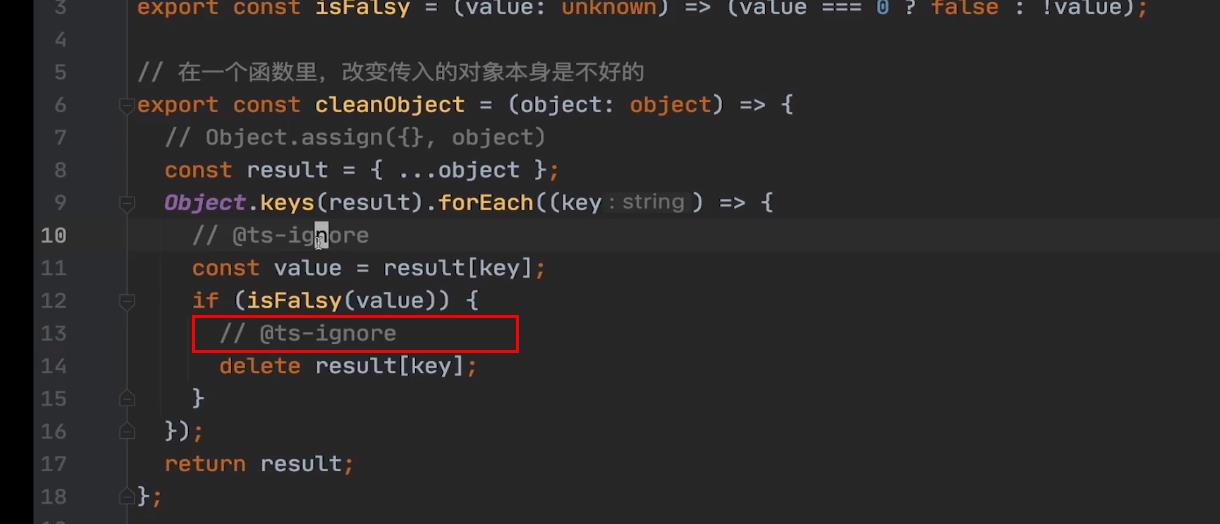 3 export const isFalsy = (value: unknown) => (value === 0 ? false : !value);
4
5 // 在一个函数里，改变传入的对象本身是不好的
6 export const cleanObject = (object: object) => {
7 // Object.assign({}, object)
8 const result = { ...object };
9 Object.keys(result).forEach((key : string) => {
10 // @ts-ignore
11 const value = result[key];
12 if (isFalsy(value)) {
13 // @ts-ignore
14 delete result[key];
15 }
16 });
17 return result;
18 };